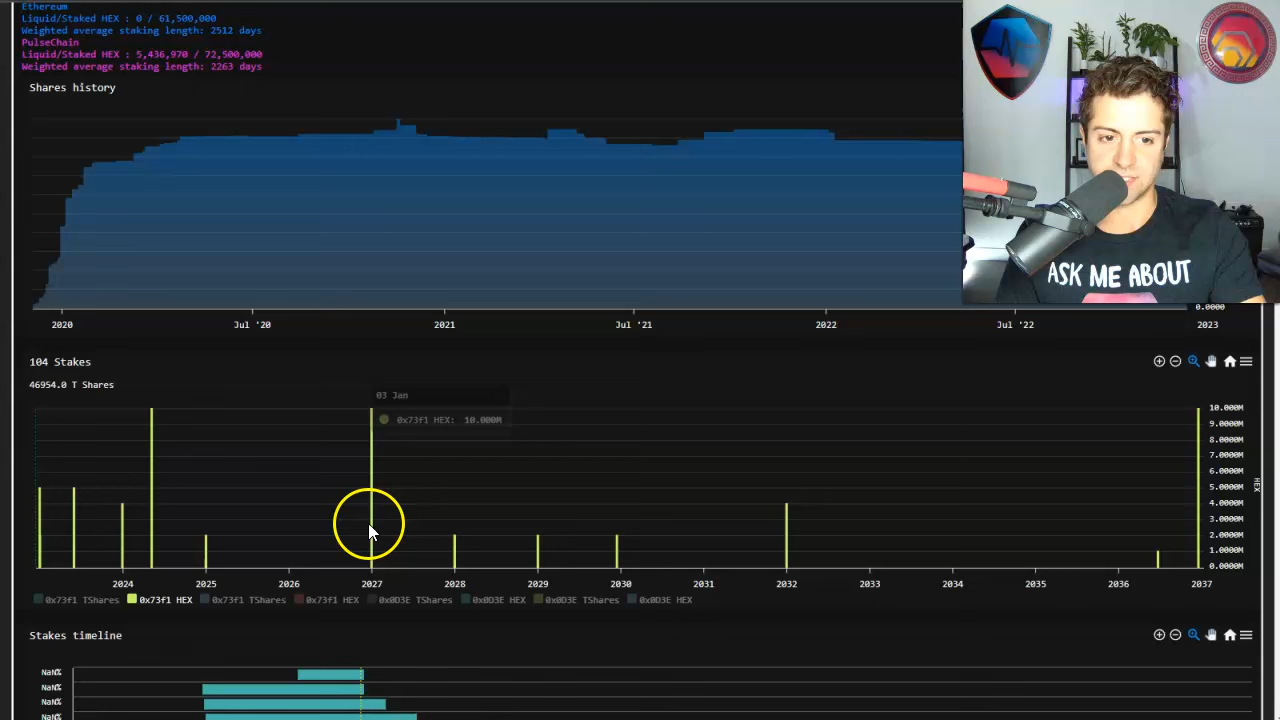 Ethereum
Liquid/Staked HEX : 0 / 61,500,000
Weighted average staking length: 2512 days
PulseChain
Liquid/Staked HEX : 5,436,970 / 72,500,000
Weighted average staking length: 2263 days
Shares history
ASK ME ABOUT
0.0000
2020 Jul '20 2021 Jul '21 2022 Jul '22 2023
104 Stakes
46954.0 T Shares
03 Jan
0x73f1 HEX: 10.000M
10.000M
9.0000M
8.0000M
7.0000M
6.0000M
5.0000M
4.0000M
3.0000M
2.0000M
1.0000M
0.0000M
HEX
2024 2025 2026 2027 2028 2029 2030 2031 2032 2033 2034 2035 2036 2037
0x73f1 TShares 0x73f1 HEX 0x73f1 TShares 0x73f1 HEX 0x0D3E TShares 0x0D3E HEX 0x0D3E TShares 0x0D3E HEX
Stakes timeline
NaN%
NaN%
NaN%
NaN%